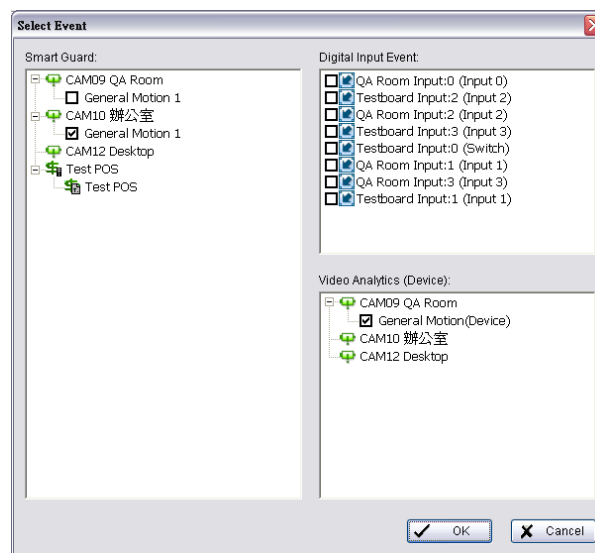 Select Event
Smart Guard:
CAM09 QA Room
General Motion 1
CAM10 辦公室
General Motion 1
CAM12 Desktop
Test POS
Test POS
Digital Input Event:
QA Room Input:0 (Input 0)
Testboard Input:2 (Input 2)
QA Room Input:2 (Input 2)
Testboard Input:3 (Input 3)
Testboard Input:0 (Switch)
QA Room Input:1 (Input 1)
QA Room Input:3 (Input 3)
Testboard Input:1 (Input 1)
Video Analytics (Device):
CAM09 QA Room
General Motion(Device)
CAM10 辦公室
CAM12 Desktop
OK
Cancel